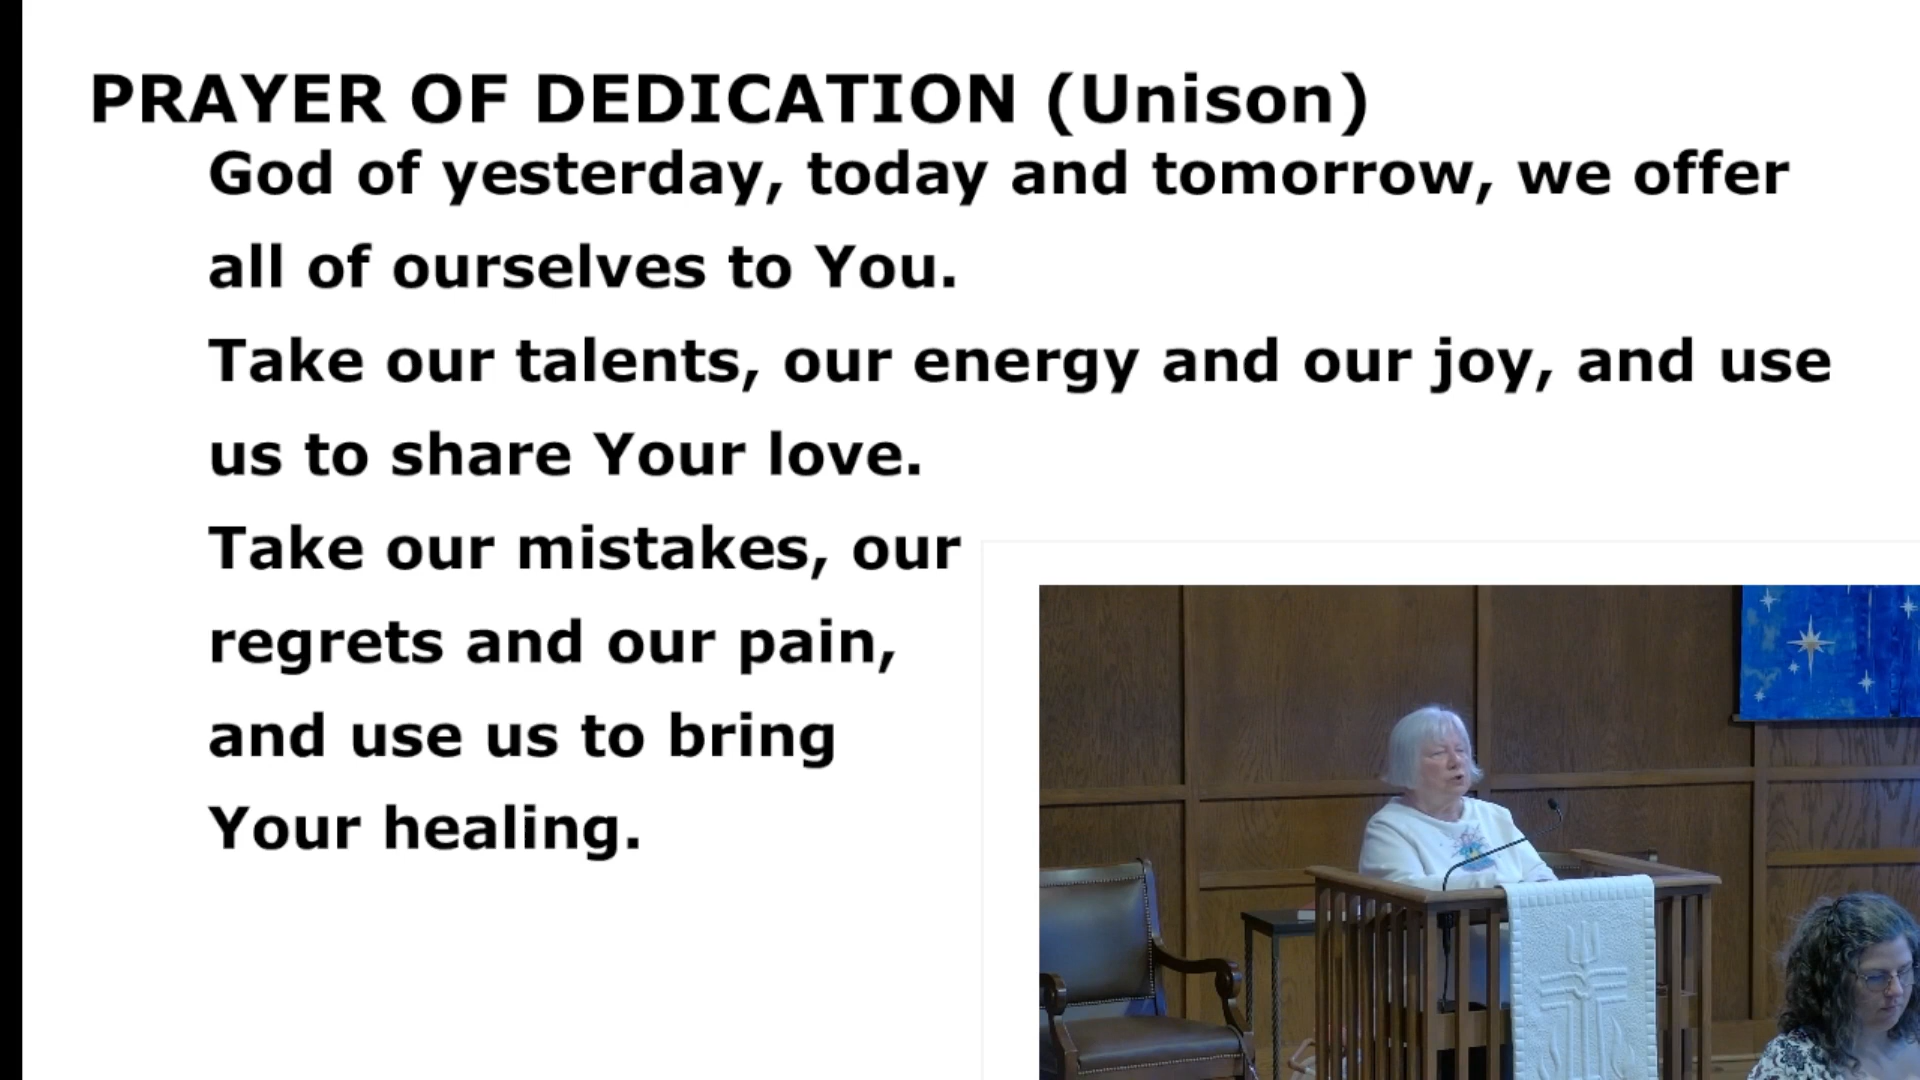 PRAYER OF DEDICATION (Unison)
God of yesterday, today and tomorrow, we offer
all of ourselves to You.
Take our talents, our energy and our joy, and use
us to share Your love.
Take our mistakes, our
regrets and our pain,
and use us to bring
Your healing.